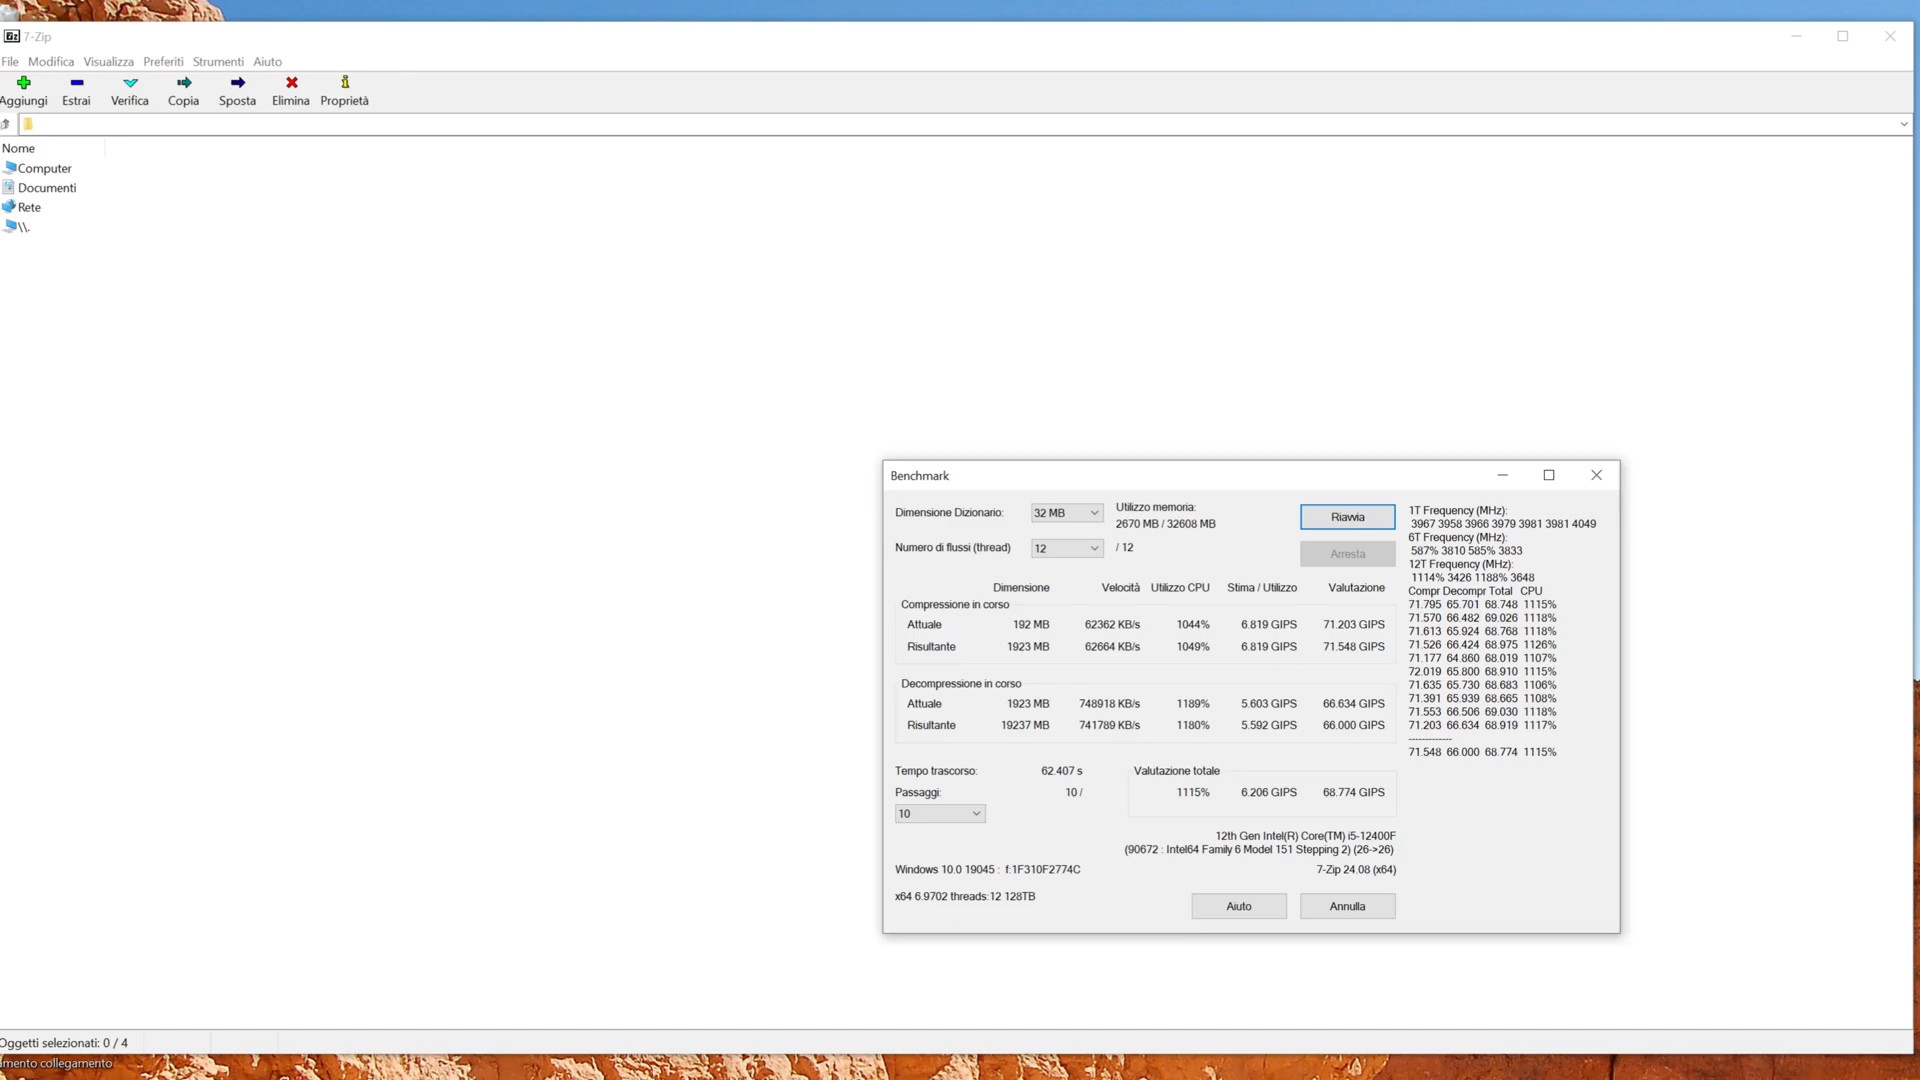 7-Zip
File Modifica Visualizza Preferiti Strumenti Aiuto
Aggiungi Estrai Verifica Copia Sposta Elimina Proprietà
Nome
Computer
Documenti
Rete
\\.
Benchmark
Dimensione Dizionario: 32 MB
Utilizzo memoria:
2670 MB / 32608 MB
Riavvia
Numero di flussi (thread) 12 / 12
Arresta
Dimensione Velocità Utilizzo CPU Stima / Utilizzo Valutazione
Compressione in corso
Attuale 192 MB 62362 KB/s 1044% 6.819 GIPS 71.203 GIPS
Risultante 1923 MB 62664 KB/s 1049% 6.819 GIPS 71.548 GIPS
Decompressione in corso
Attuale 1923 MB 748918 KB/s 1189% 5.603 GIPS 66.634 GIPS
Risultante 19237 MB 741789 KB/s 1180% 5.592 GIPS 66.000 GIPS
Tempo trascorso: 62.407 s
Passaggi: 10 /
10
Valutazione totale
1115% 6.206 GIPS 68.774 GIPS
12th Gen Intel(R) Core(TM) i5-12400F
(90672 : Intel64 Family 6 Model 151 Stepping 2) (26->26)
Windows 10.0 19045 : f:1F310F2774C
7-Zip 24.08 (x64)
x64 6.9702 threads:12 128TB
Aiuto Annulla
1T Frequency (MHz):
3967 3958 3966 3979 3981 3981 4049
6T Frequency (MHz):
587% 3810 585% 3833
12T Frequency (MHz):
1114% 3426 1188% 3648
Compr Decompr Total CPU
71.795 65.701 68.748 1115%
71.570 66.482 69.026 1118%
71.613 65.924 68.768 1118%
71.526 66.424 68.975 1126%
71.177 64.860 68.019 1107%
72.019 65.800 68.910 1115%
71.635 65.730 68.683 1106%
71.391 65.939 68.665 1108%
71.553 66.506 69.030 1118%
71.203 66.634 68.919 1117%
-------------
71.548 66.000 68.774 1115%
Oggetti selezionati: 0 / 4
amento collegamento